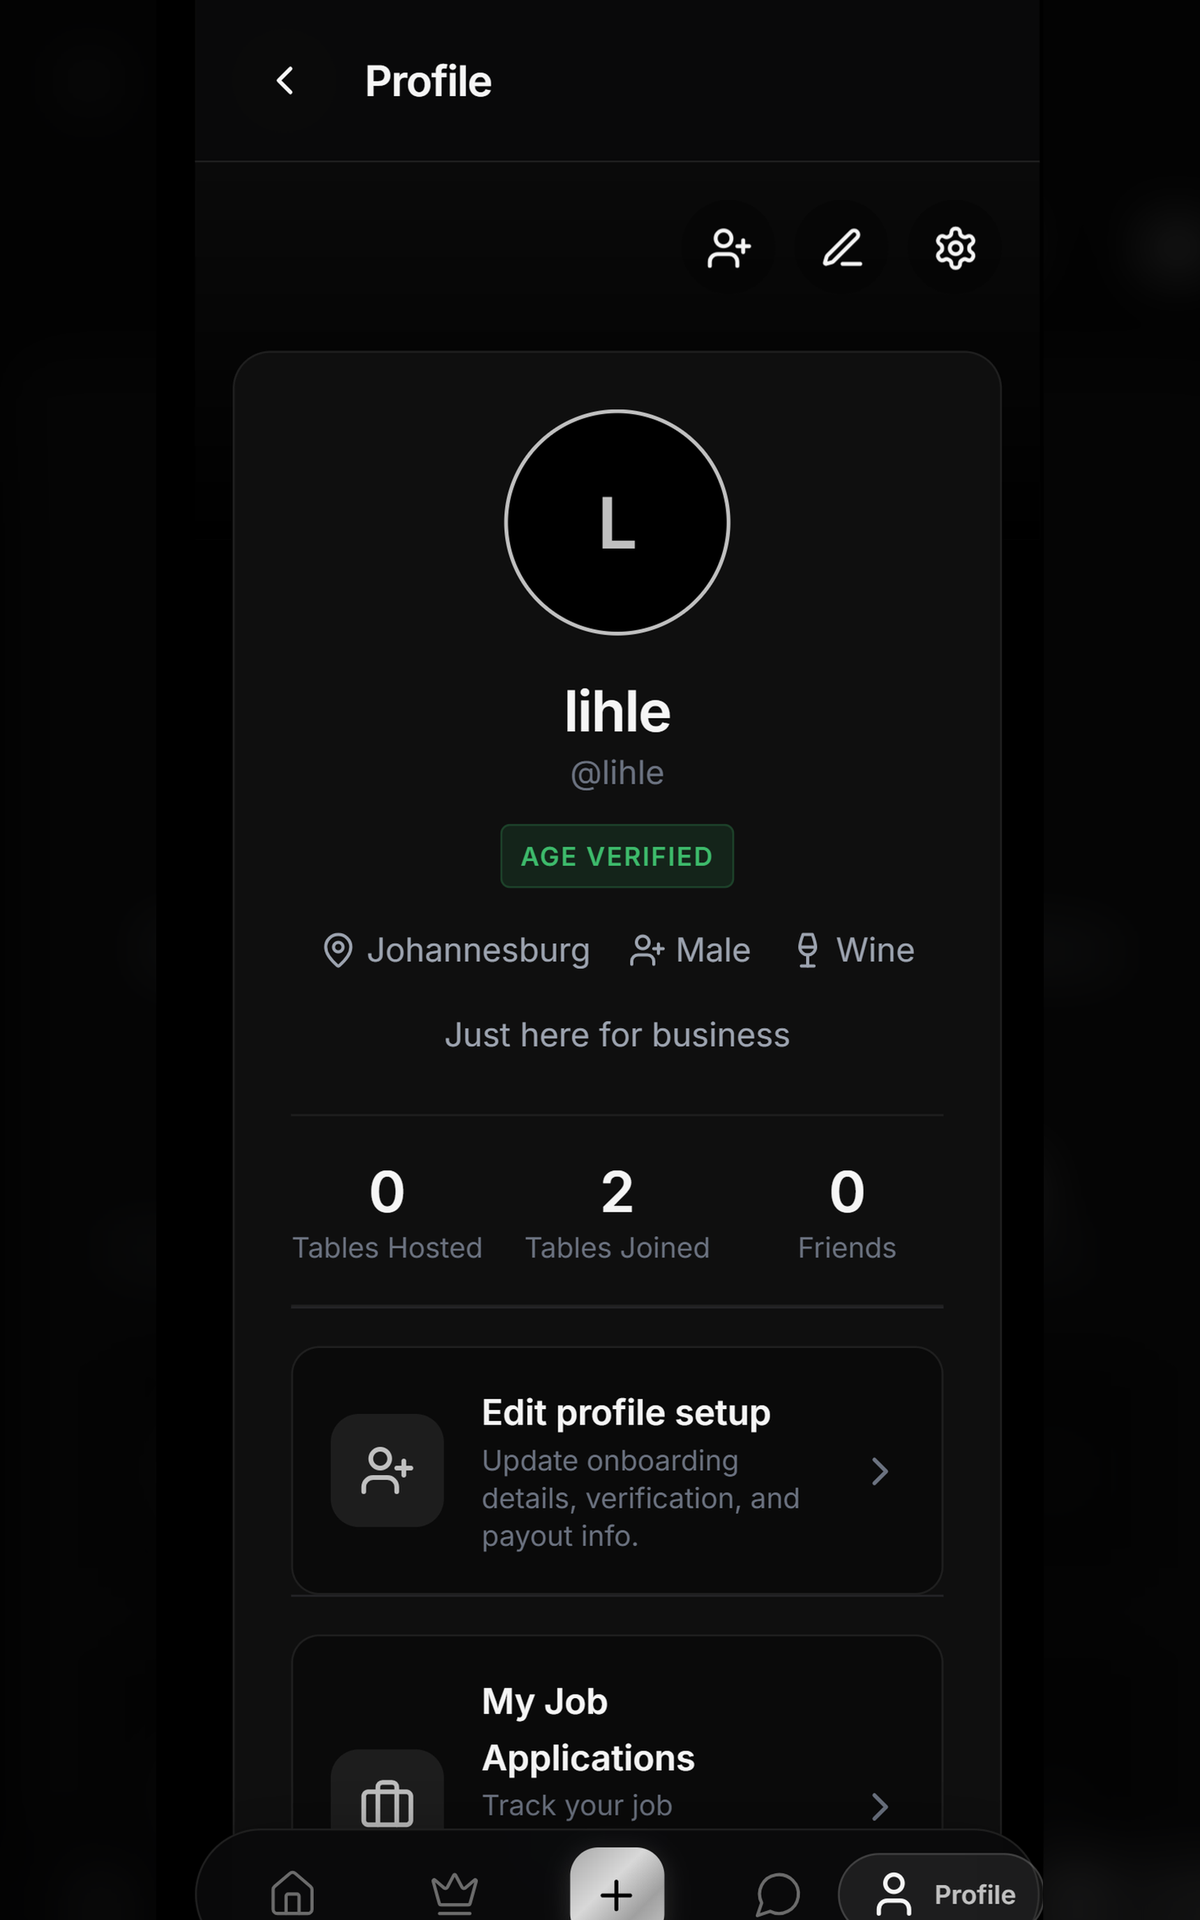 Profile
L
lihle
@lihle
AGE VERIFIED
Johannesburg Male Wine
Just here for business
0 2 0
Tables Hosted Tables Joined Friends
Edit profile setup
Update onboarding
details, verification, and
payout info.
My Job
Applications
Track your job
Profile